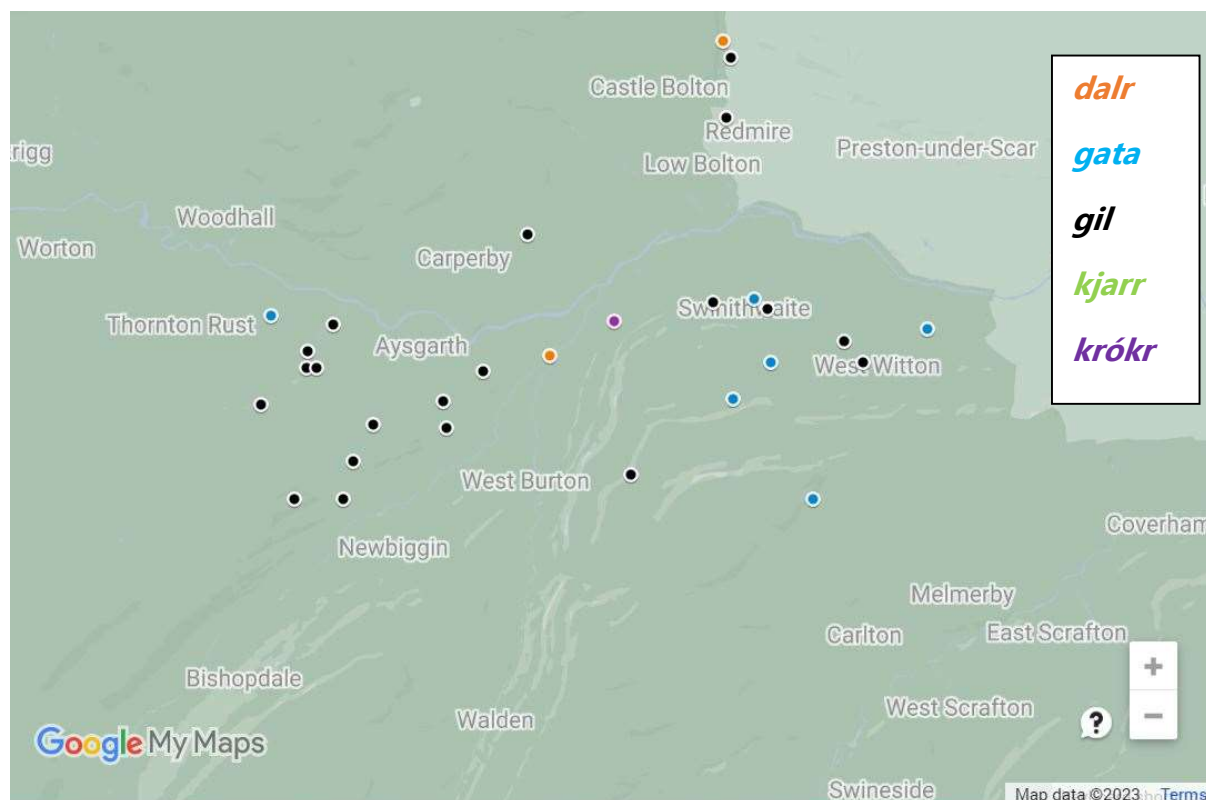 Castle Bolton
Redmire
Preston-under-Scar
Low Bolton
rigg
Woodhall
Worton
Carperby
Thornton Rust
Aysgarth
Swinithwaite
West Witton
West Burton
Newbiggin
Coverham
Melmerby
Carlton
East Scrafton
Bishopdale
West Scrafton
Walden
Swineside
dalr
gata
gil
kjarr
krókr
+
−
?
Google My Maps
Map data ©2023
Terms